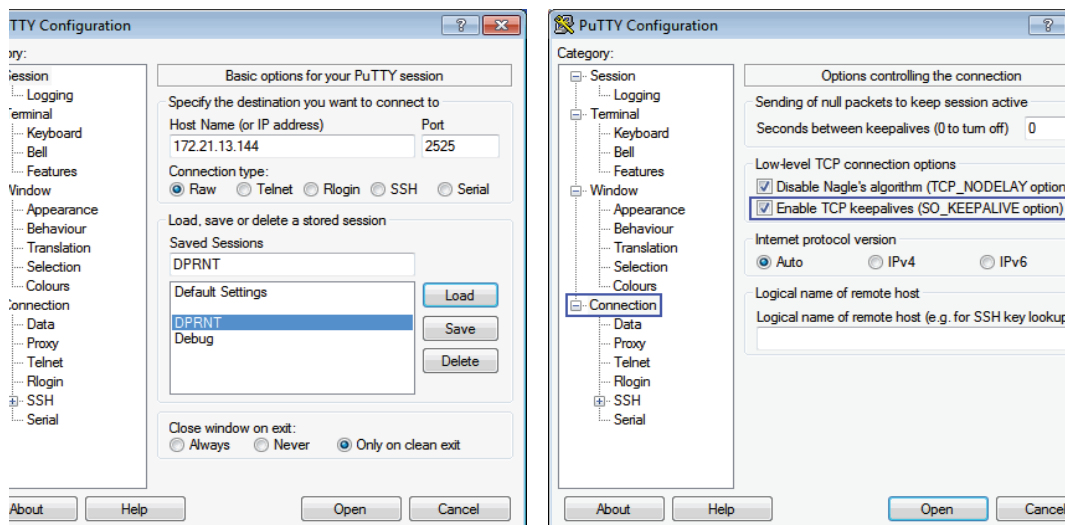 TTY Configuration
ory:
Session
Logging
Terminal
Keyboard
Bell
Features
Window
Appearance
Behaviour
Translation
Selection
Colours
Connection
Data
Proxy
Telnet
Rlogin
SSH
Serial
Basic options for your PuTTY session
Specify the destination you want to connect to
Host Name (or IP address) Port
172.21.13.144 2525
Connection type:
Raw Telnet Rlogin SSH Serial
Load, save or delete a stored session
Saved Sessions
DPRNT
Default Settings
DPRNT
Debug
Load
Save
Delete
Close window on exit:
Always Never Only on clean exit
About Help Open Cancel
PuTTY Configuration
Category:
Session
Logging
Terminal
Keyboard
Bell
Features
Window
Appearance
Behaviour
Translation
Selection
Colours
Connection
Data
Proxy
Telnet
Rlogin
SSH
Serial
Options controlling the connection
Sending of null packets to keep session active
Seconds between keepalives (0 to turn off) 0
Low-level TCP connection options
Disable Nagle's algorithm (TCP_NODELAY option
Enable TCP keepalives (SO_KEEPALIVE option)
Internet protocol version
Auto IPv4 IPv6
Logical name of remote host
Logical name of remote host (e.g. for SSH key lookup
About Help Open Cancel